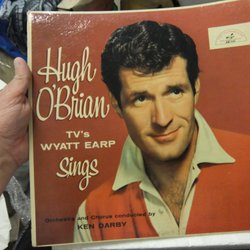 Hugh
O'Brian
TV's
WYATT EARP
Sings
Orchestra and Chorus conducted by
KEN DARBY